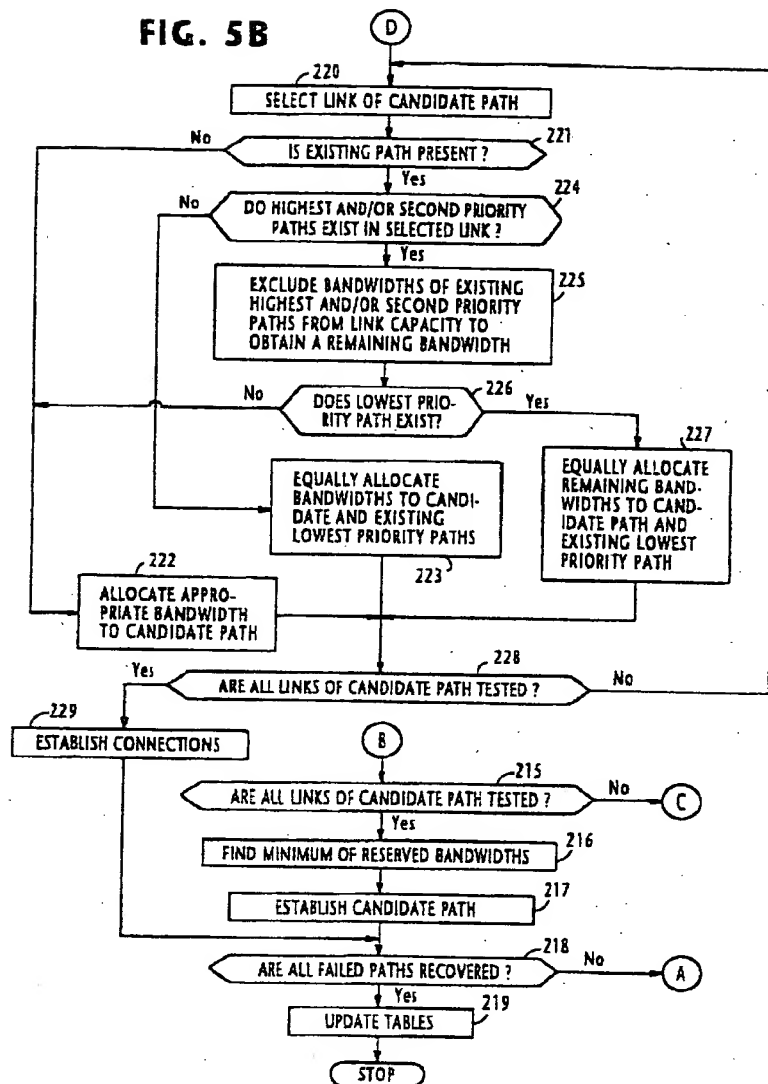 FIG. 5B
D
220
SELECT LINK OF CANDIDATE PATH
No
221
IS EXISTING PATH PRESENT ?
Yes
No
224
DO HIGHEST AND/OR SECOND PRIORITY
PATHS EXIST IN SELECTED LINK ?
Yes
225
EXCLUDE BANDWIDTHS OF EXISTING
HIGHEST AND/OR SECOND PRIORITY
PATHS FROM LINK CAPACITY TO
OBTAIN A REMAINING BANDWIDTH
No
226
DOES LOWEST PRIO-
RITY PATH EXIST?
Yes
227
EQUALLY ALLOCATE
REMAINING BAND-
WIDTHS TO CAND-
IDATE PATH AND
EXISTING LOWEST
PRIORITY PATH
EQUALLY ALLOCATE
BANDWIDTHS TO CANDI-
DATE AND EXISTING
LOWEST PRIORITY PATHS
223
222
ALLOCATE APPRO-
PRIATE BANDWIDTH
TO CANDIDATE PATH
228
Yes
ARE ALL LINKS OF CANDIDATE PATH TESTED ?
No
229
ESTABLISH CONNECTIONS
B
215
ARE ALL LINKS OF CANDIDATE PATH TESTED ?
No
C
Yes
216
FIND MINIMUM OF RESERVED BANDWIDTHS
217
ESTABLISH CANDIDATE PATH
218
ARE ALL FAILED PATHS RECOVERED ?
No
A
Yes
219
UPDATE TABLES
STOP